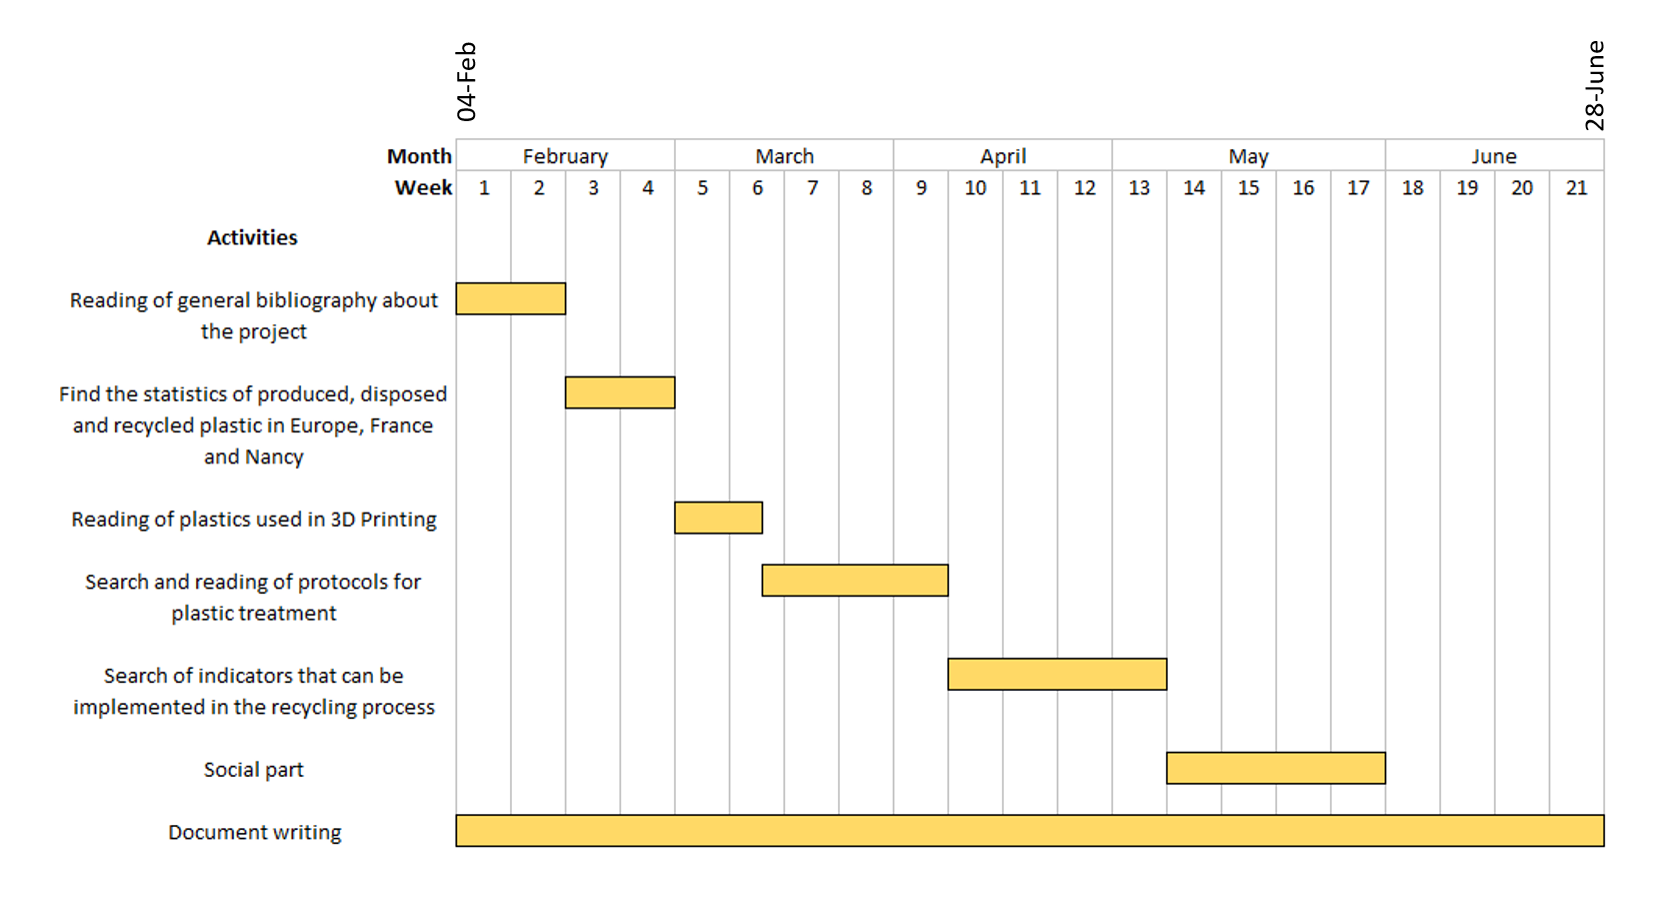 04-Feb
28-June
Month February March April May June
Week 1 2 3 4 5 6 7 8 9 10 11 12 13 14 15 16 17 18 19 20 21
Activities
Reading of general bibliography about
the project
Find the statistics of produced, disposed
and recycled plastic in Europe, France
and Nancy
Reading of plastics used in 3D Printing
Search and reading of protocols for
plastic treatment
Search of indicators that can be
implemented in the recycling process
Social part
Document writing